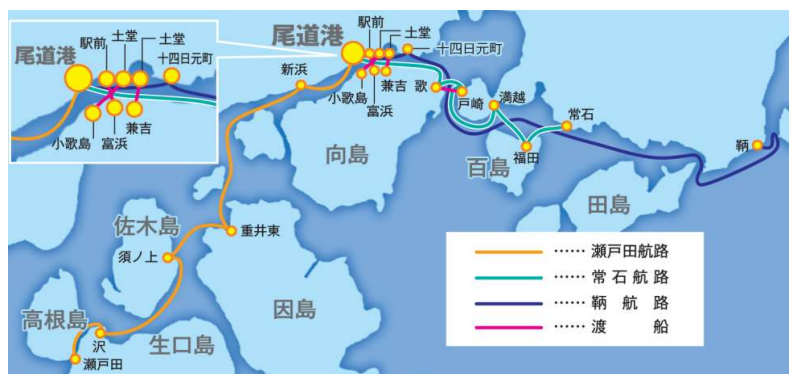 尾道港
駅前
土堂
土堂
十四日元町
小歌島
富浜
兼吉
尾道港
駅前
土堂
十四日元町
新浜
小歌島
富浜
兼吉
歌
戸崎
満越
常石
福田
鞆
向島
百島
田島
佐木島
重井東
須ノ上
因島
高根島
沢
瀬戸田
生口島
……瀬戸田航路
……常石航路
……鞆航路
……渡船